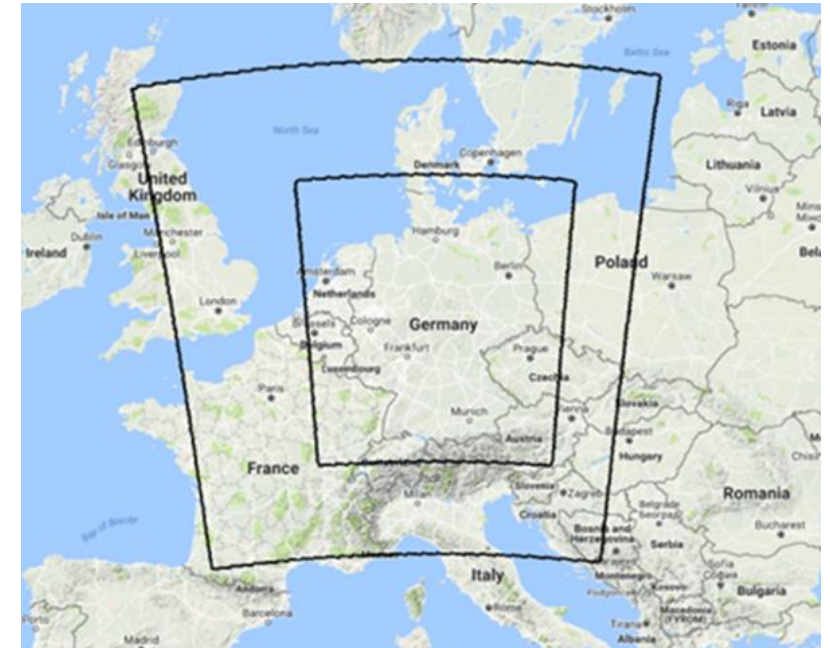 Stockholm
Baltic Sea
Estonia
Riga
Latvia
North Sea
Edinburgh
Glasgow
United
Kingdom
Copenhagen
Denmark
Lithuania
Vilnius
Isle of Man
Dublin
Ireland
Manchester
Liverpool
Hamburg
Amsterdam
Berlin
Poland
Warsaw
Netherlands
London
Brussels
Cologne
Germany
Belgium
Frankfurt
Prague
Luxembourg
Czechia
Paris
Munich
Vienna
Slovakia
Austria
Budapest
Hungary
France
Slovenia
Zagreb
Milan
Croatia
Romania
Belgrade
Bosnia and
Herzegovina
Serbia
Bucharest
Bay of Biscay
Montenegro
Kosovo
Sofia
Bulgaria
Italy
Andorra
Barcelona
Rome
Macedonia
(FYROM)
Tirana
Albania
Porto
Madrid